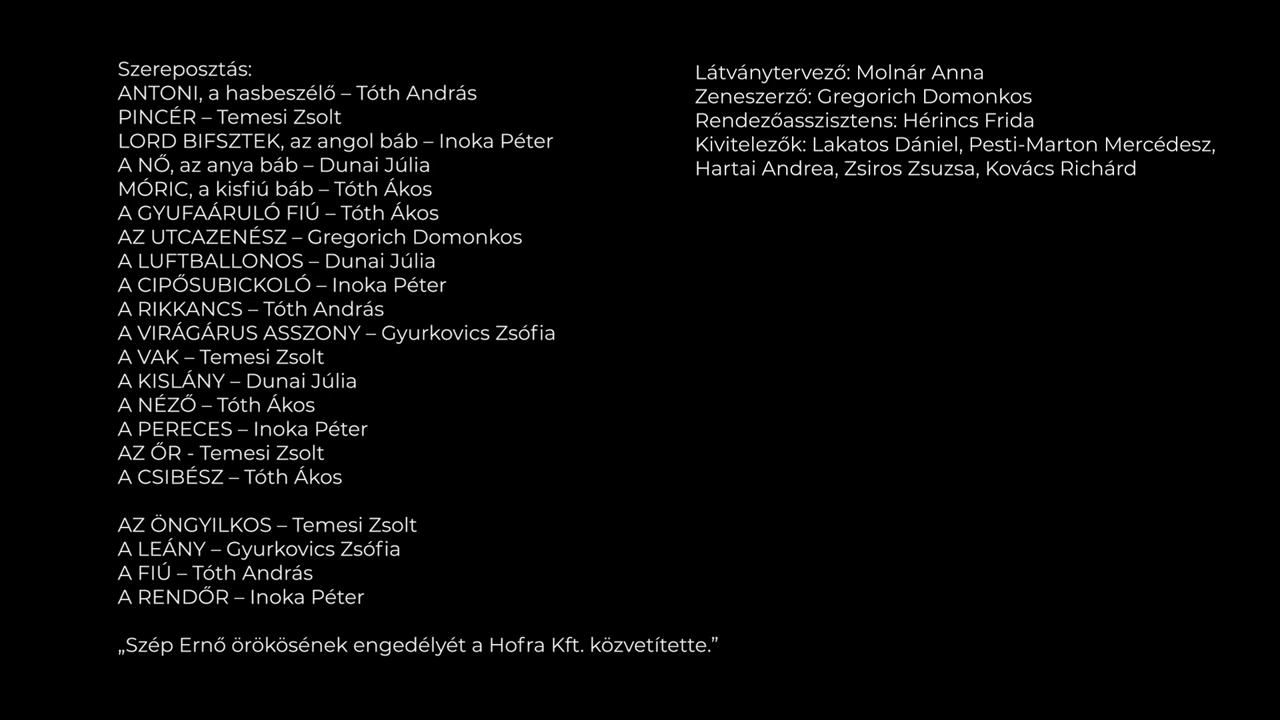 Szereposztás:
ANTONI, a hasbeszélő – Tóth András
PINCÉR – Temesi Zsolt
LORD BIFSZTEK, az angol báb – Inoka Péter
A NŐ, az anya báb – Dunai Júlia
MÓRIC, a kisfiú báb – Tóth Ákos
A GYUFAÁRULÓ FIÚ – Tóth Ákos
AZ UTCAZENÉSZ – Gregorich Domonkos
A LUFTBALLONOS – Dunai Júlia
A CIPŐSUBICKOLÓ – Inoka Péter
A RIKKANCS – Tóth András
A VIRÁGÁRUS ASSZONY – Gyurkovics Zsófia
A VAK – Temesi Zsolt
A KISLÁNY – Dunai Júlia
A NÉZŐ – Tóth Ákos
A PERECES – Inoka Péter
AZ ŐR - Temesi Zsolt
A CSIBÉSZ – Tóth Ákos
AZ ÖNGYILKOS – Temesi Zsolt
A LEÁNY – Gyurkovics Zsófia
A FIÚ – Tóth András
A RENDŐR – Inoka Péter
„Szép Ernő örökösének engedélyét a Hofra Kft. közvetítette.”
Látványtervező: Molnár Anna
Zeneszerző: Gregorich Domonkos
Rendezőasszisztens: Hérincs Frida
Kivitelezők: Lakatos Dániel, Pesti-Marton Mercédesz,
Hartai Andrea, Zsiros Zsuzsa, Kovács Richárd